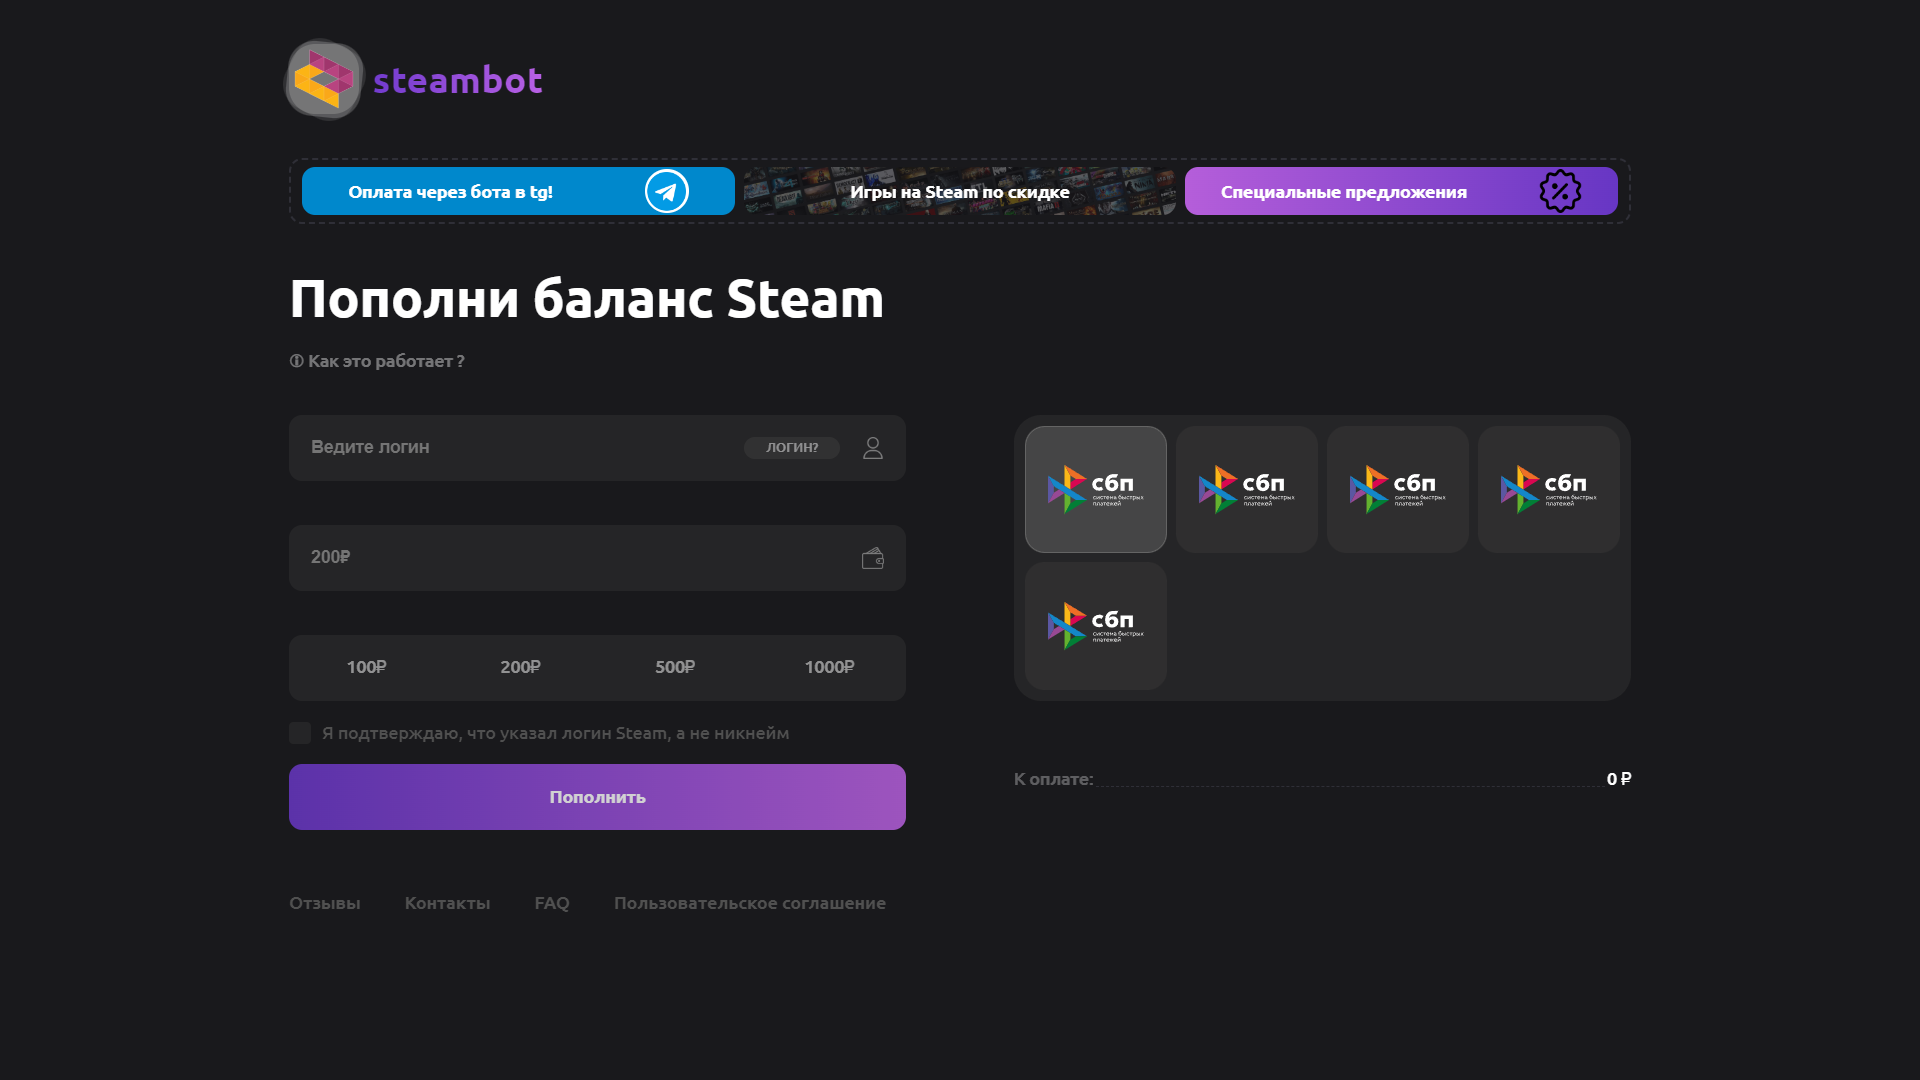 steambot
Оплата через бота в tg!
Игры на Steam по скидке
Специальные предложения
Пополни баланс Steam
Как это работает ?
Ведите логин
ЛОГИН?
200₽
100₽ 200₽ 500₽ 1000₽
Я подтверждаю, что указал логин Steam, а не никнейм
Пополнить
сбп
система быстрых
платежей
сбп
система быстрых
платежей
сбп
система быстрых
платежей
сбп
система быстрых
платежей
сбп
система быстрых
платежей
К оплате: 0 ₽
Отзывы Контакты FAQ Пользовательское соглашение